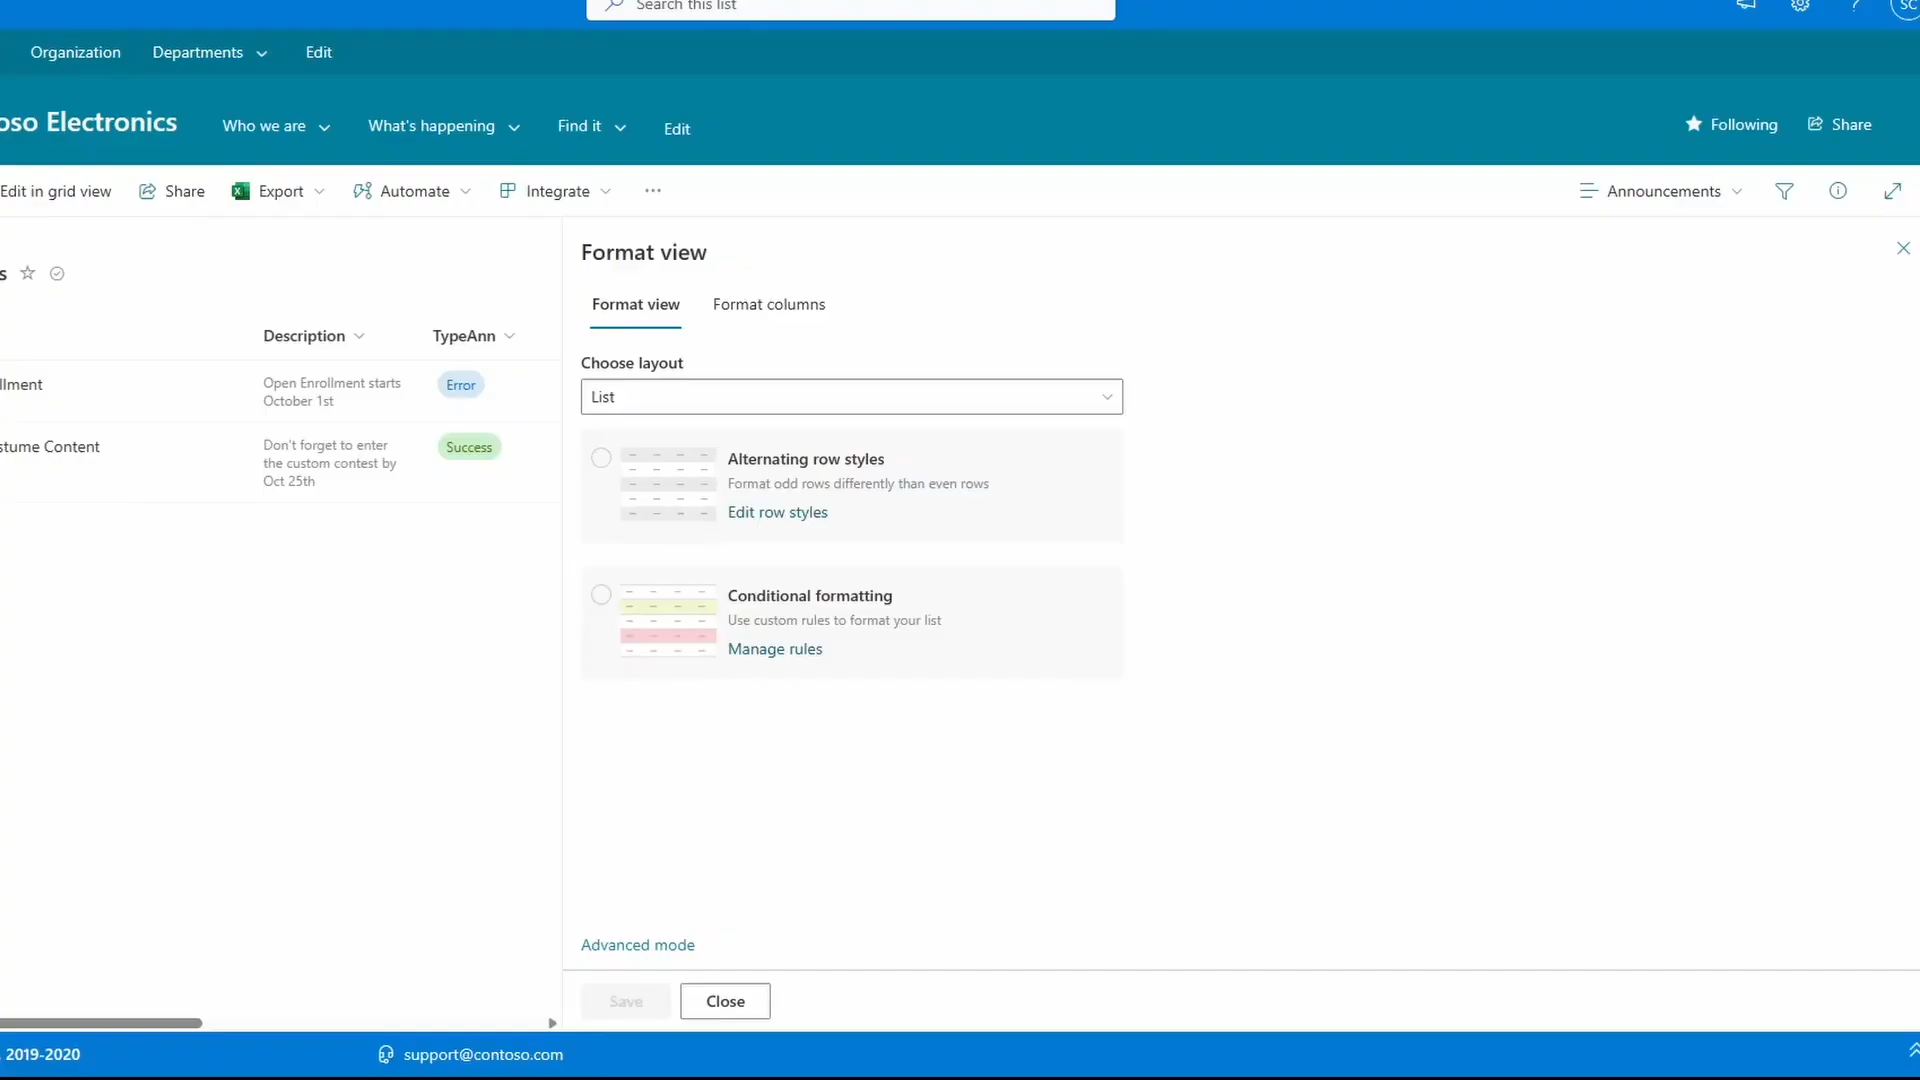 Search this list
SC
Organization
Departments
Edit
oso Electronics
Who we are
What's happening
Find it
Edit
Following
Share
Edit in grid view
Share
Export
Automate
Integrate
Announcements
s
Description
TypeAnn
llment
Open Enrollment starts
October 1st
Error
stume Content
Don't forget to enter
the custom contest by
Oct 25th
Success
Format view
Format view
Format columns
Choose layout
List
Alternating row styles
Format odd rows differently than even rows
Edit row styles
Conditional formatting
Use custom rules to format your list
Manage rules
Advanced mode
Save
Close
2019-2020
support@contoso.com